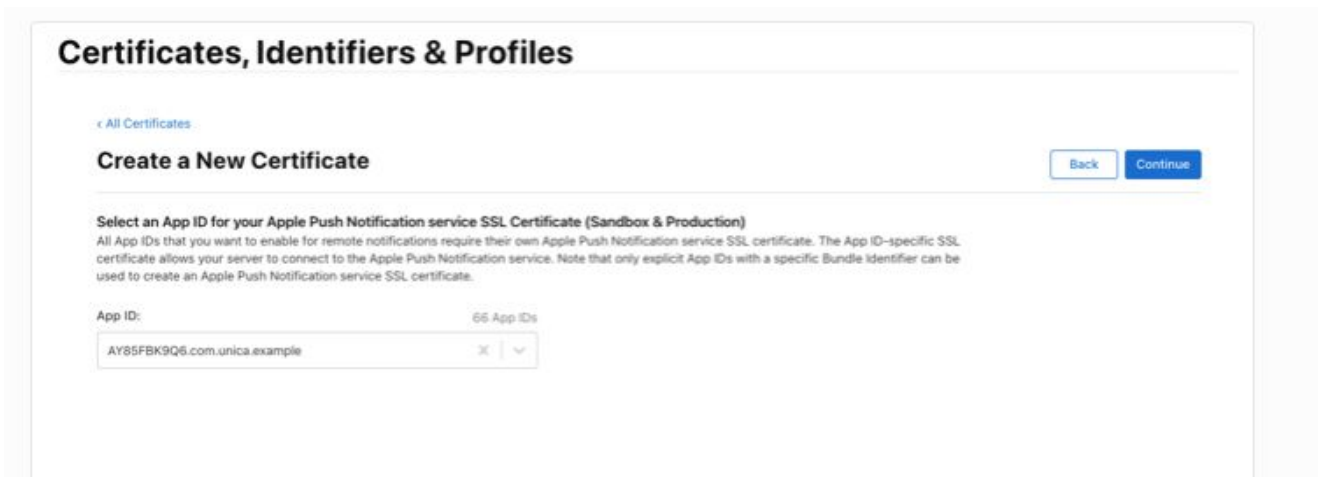 Certificates, Identifiers & Profiles
< All Certificates
Create a New Certificate
Back
Continue
Select an App ID for your Apple Push Notification service SSL Certificate (Sandbox & Production)
All App IDs that you want to enable for remote notifications require their own Apple Push Notification service SSL certificate. The App ID-specific SSL
certificate allows your server to connect to the Apple Push Notification service. Note that only explicit App IDs with a specific Bundle Identifier can be
used to create an Apple Push Notification service SSL certificate.
App ID:
66 App IDs
AY85FBK9Q6.com.unica.example